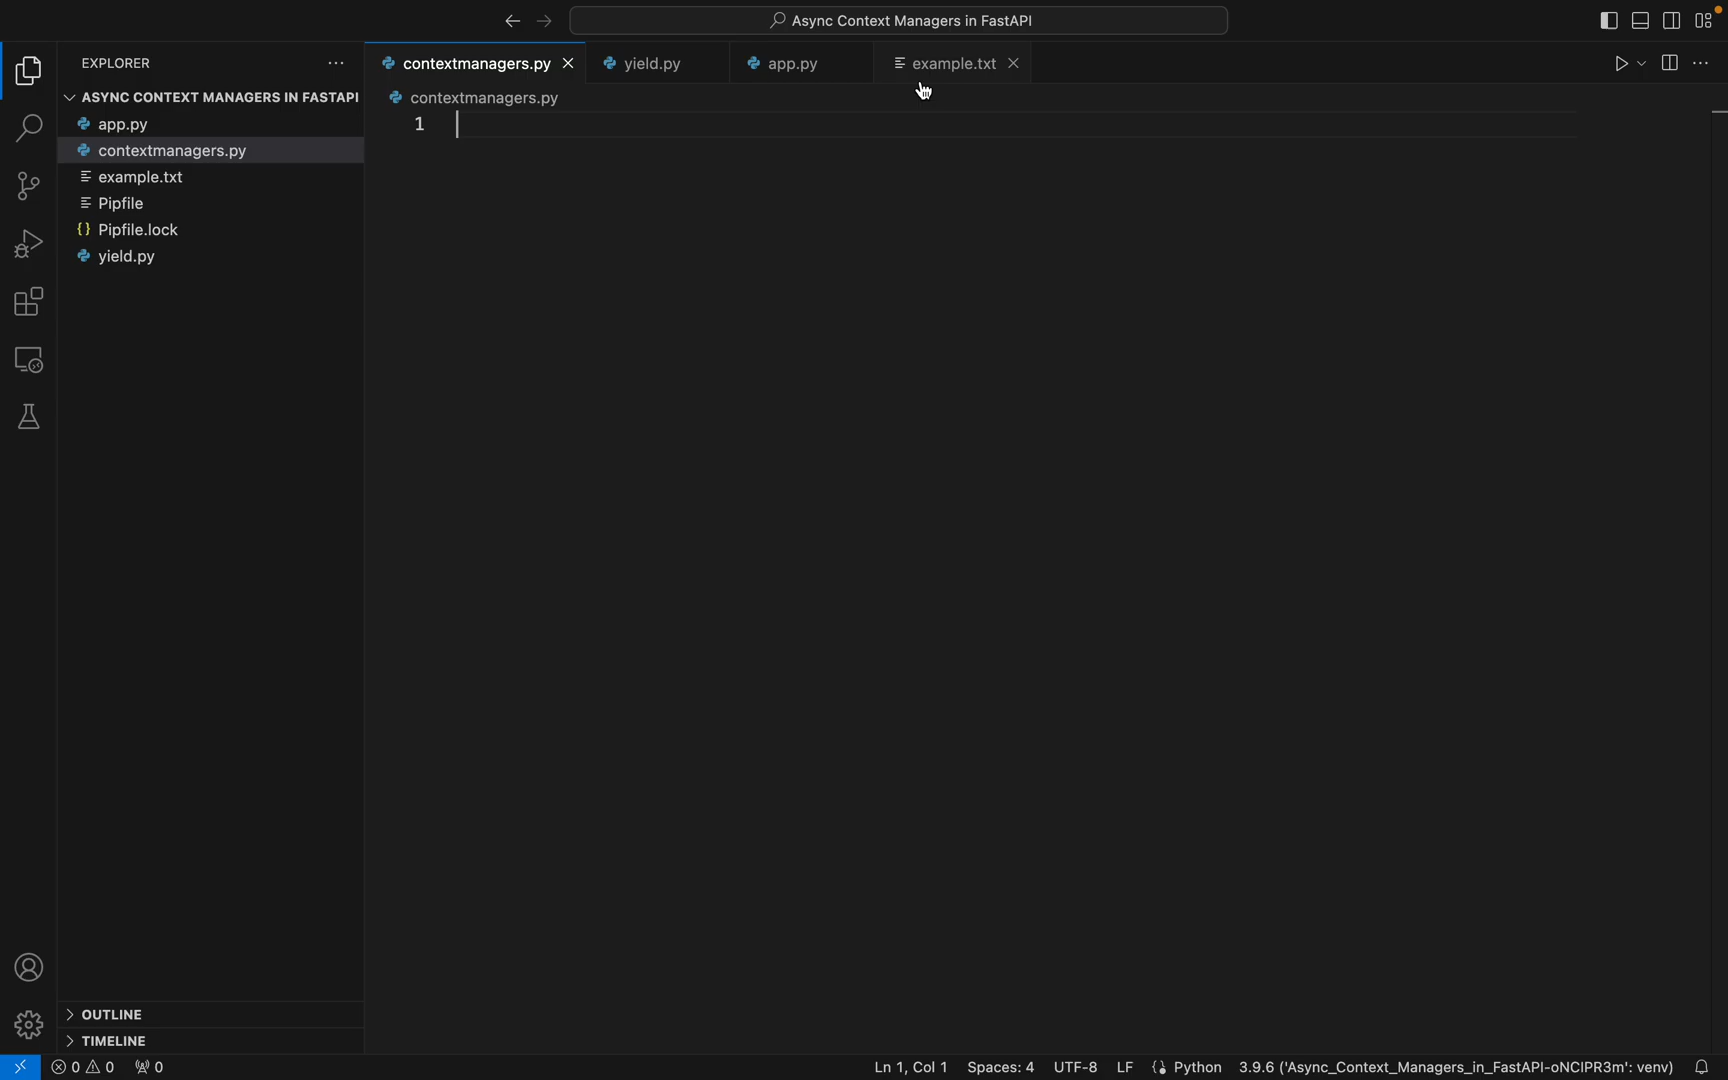 Async Context Managers in FastAPI
EXPLORER
ASYNC CONTEXT MANAGERS IN FASTAPI
app.py
contextmanagers.py
example.txt
Pipfile
Pipfile.lock
yield.py
OUTLINE
TIMELINE
contextmanagers.py
yield.py
app.py
example.txt
contextmanagers.py
1
0 0 0
Ln 1, Col 1 Spaces: 4 UTF-8 LF Python 3.9.6 ('Async_Context_Managers_in_FastAPI-oNCIPR3m': venv)